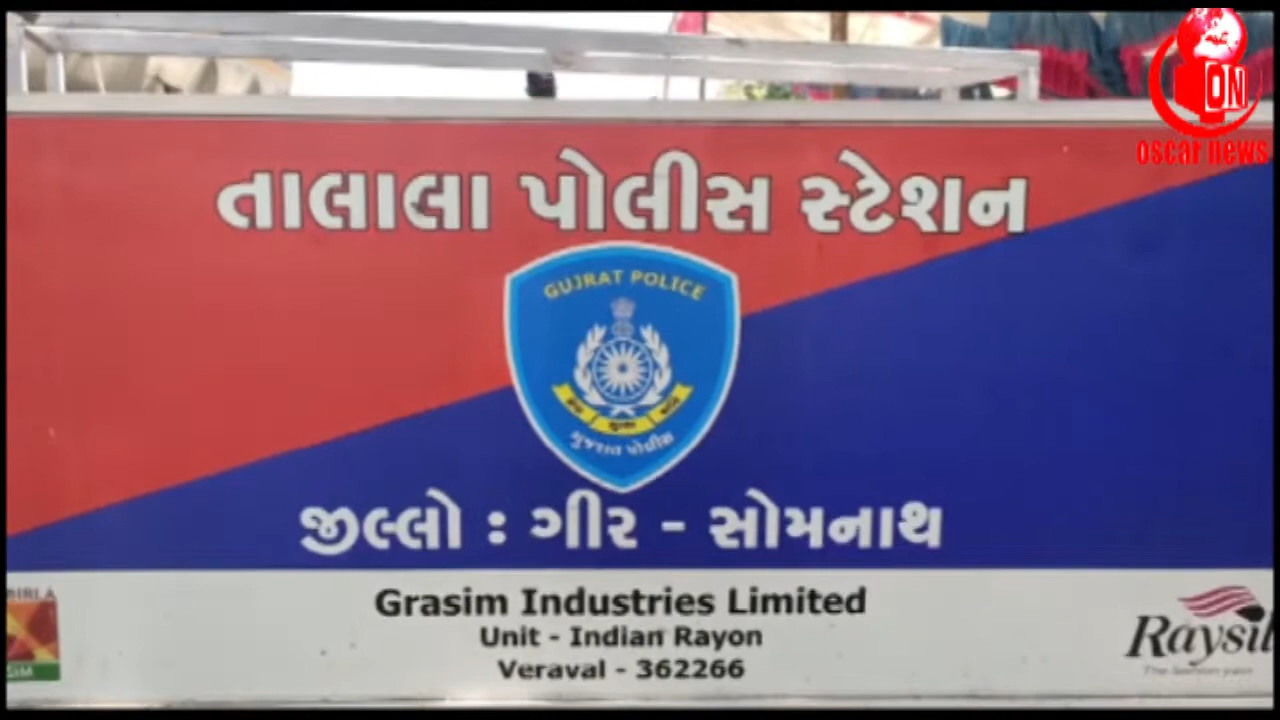 ON
oscar news
તાલાલા પોલીસ સ્ટેશન
GUJRAT POLICE
ગુજરાત પોલીસ
જીલ્લો : ગીર - સોમનાથ
BIRLA
Grasim Industries Limited
Unit - Indian Rayon
Veraval - 362266
Raysil